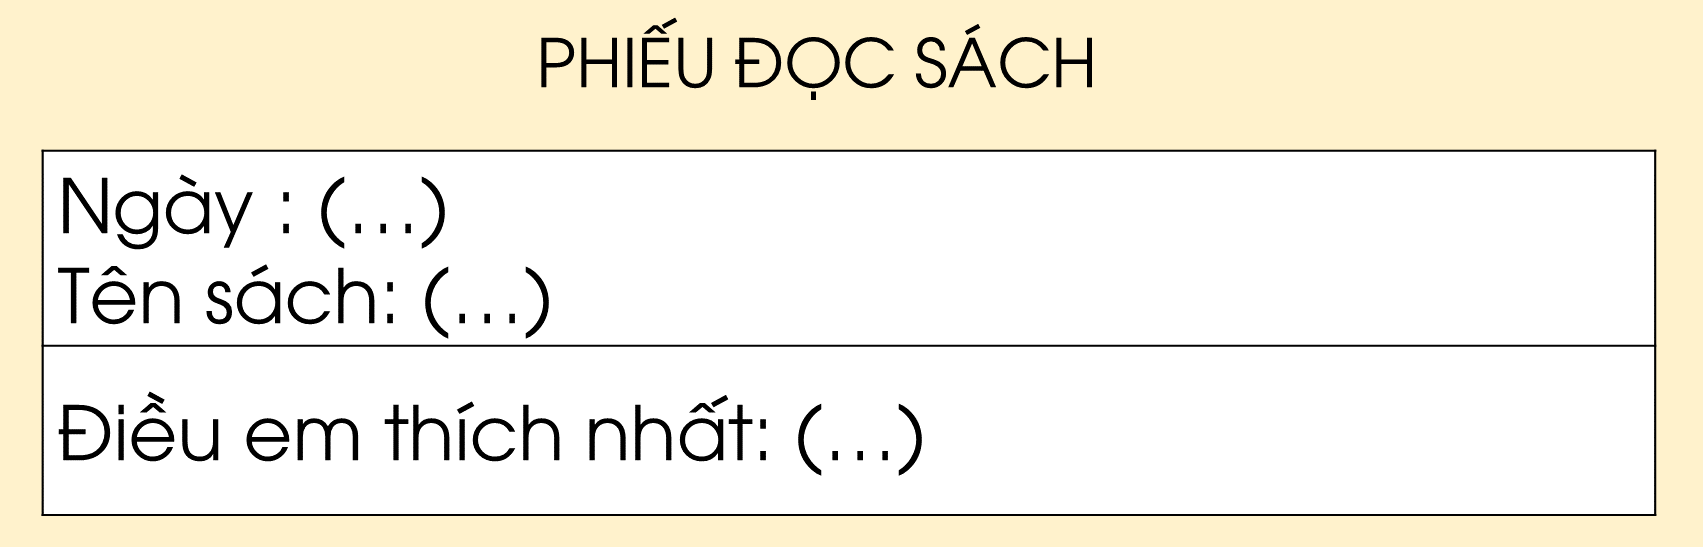 PHIẾU ĐỌC SÁCH
Ngày : (...)
Tên sách: (...)
Điều em thích nhất: (...)